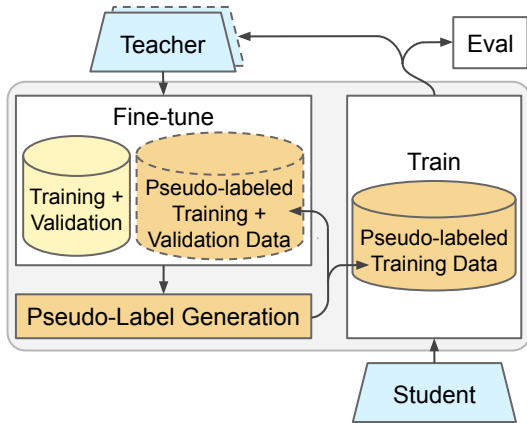 Teacher
Eval
Fine-tune
Training +
Validation
Pseudo-labeled
Training +
Validation Data
Pseudo-Label Generation
Train
Pseudo-labeled
Training Data
Student